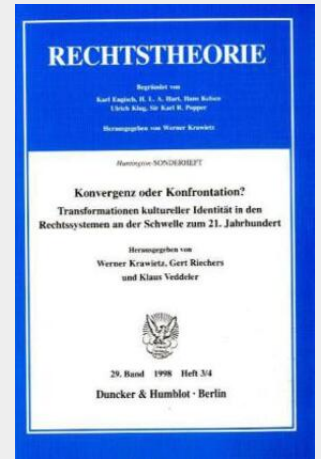 RECHTSTHEORIE
Begründet von
Karl Engisch, H. L. A. Hart, Hans Kelsen
Ulrich Klug, Sir Karl R. Popper
Herausgegeben von Werner Krawietz
Huntington-SONDERHEFT
Konvergenz oder Konfrontation?
Transformationen kultureller Identität in den
Rechtssystemen an der Schwelle zum 21. Jahrhundert
Herausgegeben von
Werner Krawietz, Gert Riechers
und Klaus Veddeler
29. Band 1998 Heft 3/4
Duncker & Humblot · Berlin